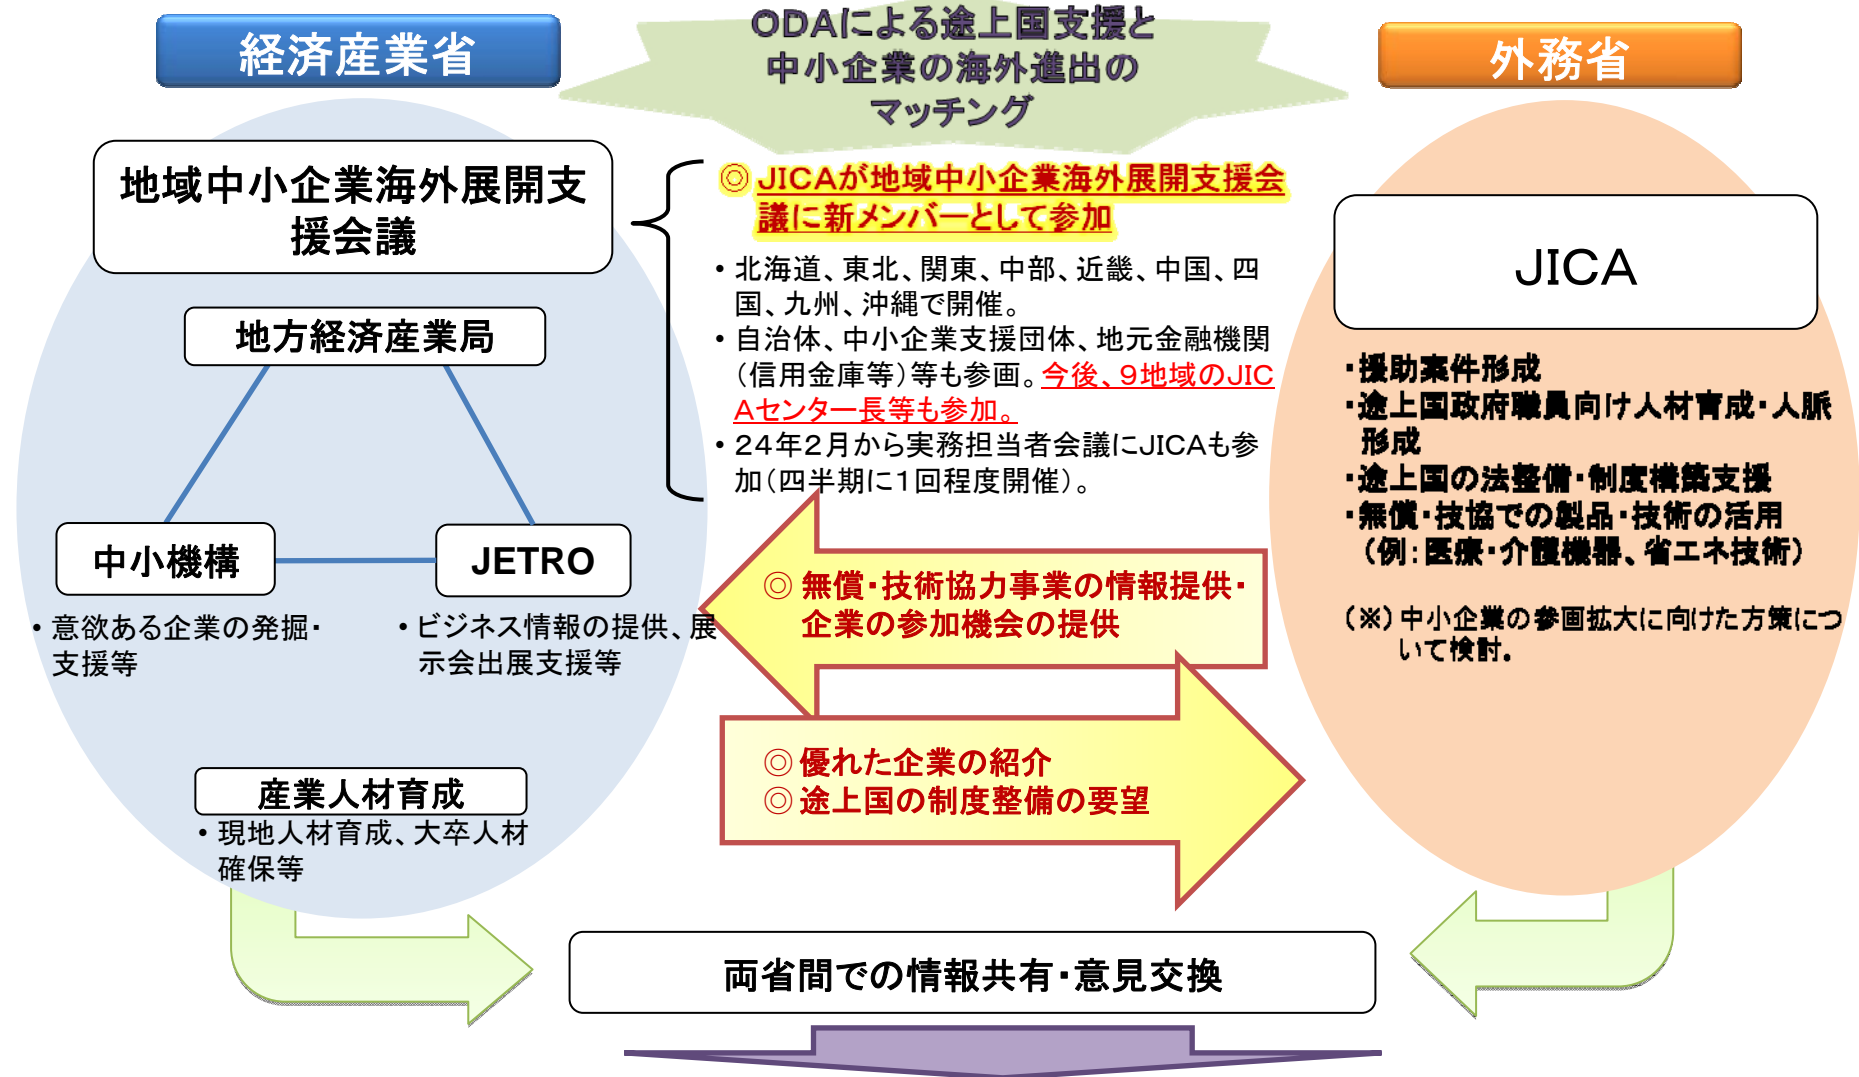 経済産業省
ODAによる途上国支援と
中小企業の海外進出の
マッチング
外務省
地域中小企業海外展開支
援会議
地方経済産業局
中小機構
JETRO
・意欲ある企業の発掘・
支援等
・ビジネス情報の提供、展
示会出展支援等
産業人材育成
・現地人材育成、大卒人材
確保等
◎ JICAが地域中小企業海外展開支援会
議に新メンバーとして参加
・北海道、東北、関東、中部、近畿、中国、四
国、九州、沖縄で開催。
・自治体、中小企業支援団体、地元金融機関
（信用金庫等）等も参画。今後、９地域のJIC
Aセンター長等も参加。
・２４年２月から実務担当者会議にJICAも参
加（四半期に１回程度開催）。
◎ 無償・技術協力事業の情報提供・
企業の参加機会の提供
◎ 優れた企業の紹介
◎ 途上国の制度整備の要望
JICA
・援助案件形成
・途上国政府職員向け人材育成・人脈
形成
・途上国の法整備・制度構築支援
・無償・技協での製品・技術の活用
（例：医療・介護機器、省エネ技術）
（※）中小企業の参画拡大に向けた方策につ
いて検討。
両省間での情報共有・意見交換